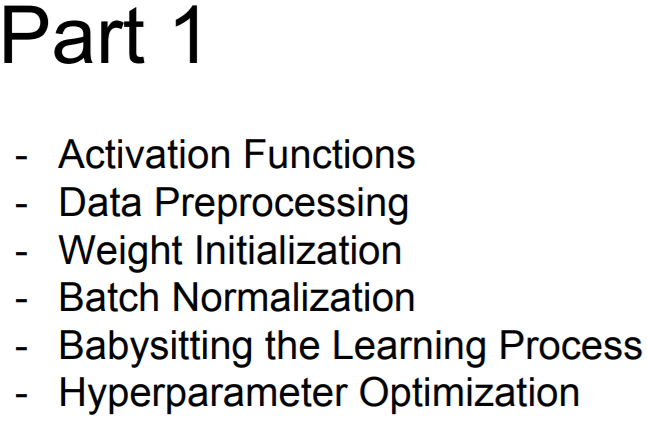 Part 1
- Activation Functions
- Data Preprocessing
- Weight Initialization
- Batch Normalization
- Babysitting the Learning Process
- Hyperparameter Optimization